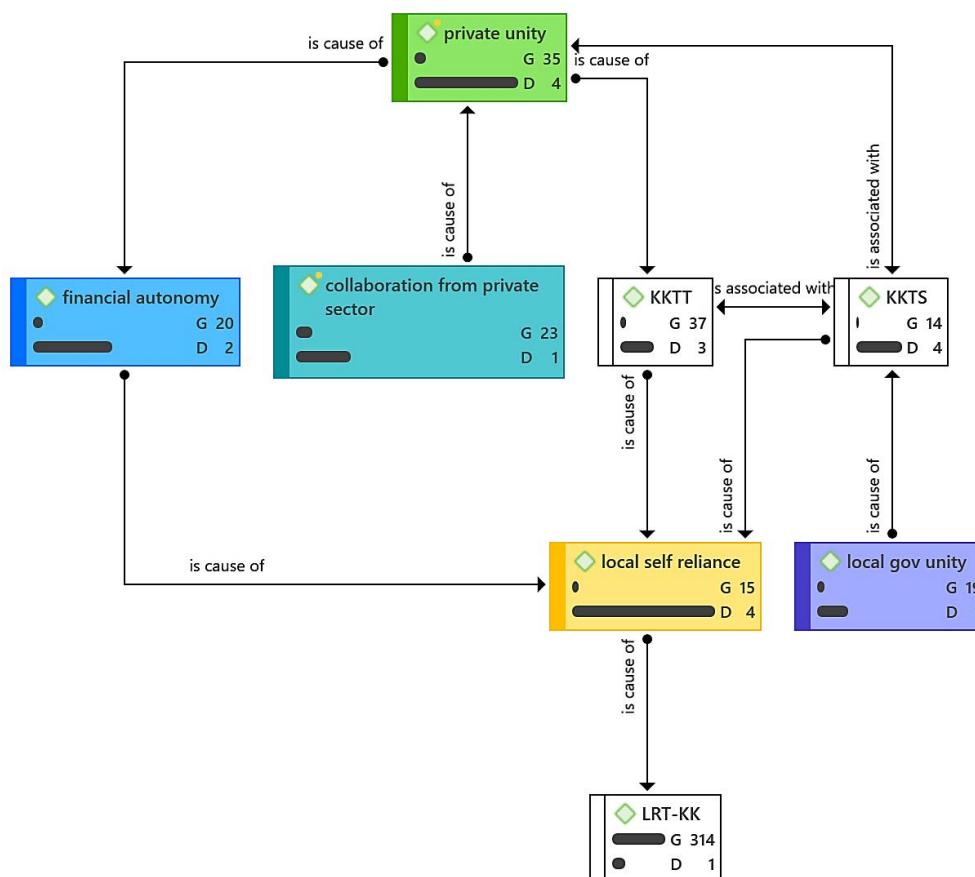 private unity
G 35
D 4
is cause of
is cause of
is cause of
is associated with
financial autonomy
G 20
D 2
collaboration from private
sector
G 23
D 1
KKTT
G 37
D 3
s associated with
KKTS
G 14
D 4
is cause of
is cause of
is cause of
is cause of
local self reliance
G 15
D 4
local gov unity
G 19
D
is cause of
LRT-KK
G 314
D 1